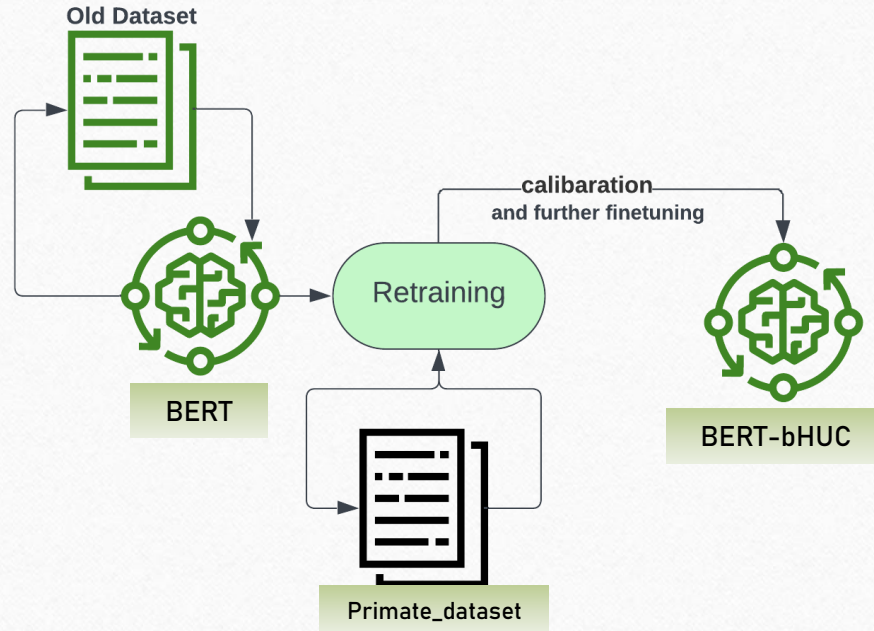 Old Dataset
calibaration
and further finetuning
Retraining
BERT
BERT-bHUC
Primate_dataset